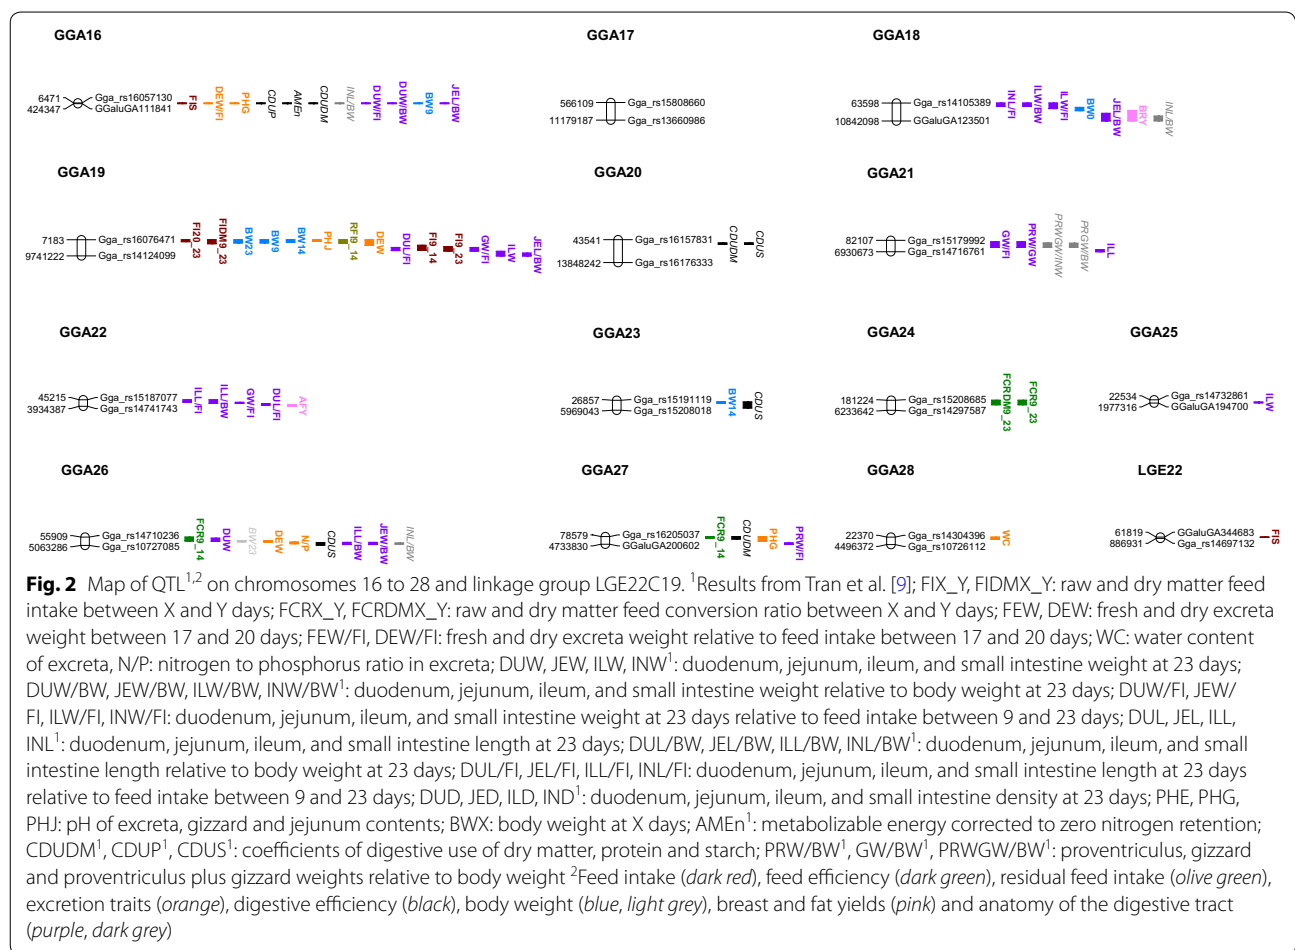 GGA16
GGA17
GGA18
6471
424347
Gga_rs16057130
GGaluGA111841
FIS
DEW/FI
PHG
CDUP
AMEn
CDUDM
INL/BW
DUW/FI
DUW/BW
BW9
JEL/BW
566109
11179187
Gga_rs15808660
Gga_rs13660986
63598
10842098
Gga_rs14105389
GGaluGA123501
INL/FI
ILW/BW
ILW/FI
BW0
JEL/BW
BRY
INL/BW
GGA19
GGA20
GGA21
7183
9741222
Gga_rs16076471
Gga_rs14124099
FI20_23
FIDM9_23
BW23
BW9
BW14
PHJ
RFI9_14
DEW
DUL/FI
FI9_14
FI9_23
GW/FI
ILW
JEL/BW
43541
13848242
Gga_rs16157831
Gga_rs16176333
CDUDM
CDUS
82107
6930673
Gga_rs15179992
Gga_rs14716761
GW/FI
PRW/GW
PRWGW/INW
PRGW/BW
ILL
GGA22
GGA23
GGA24
GGA25
45215
3934387
Gga_rs15187077
Gga_rs14741743
ILL/FI
ILL/BW
GW/FI
DUL/FI
AFY
26857
5969043
Gga_rs15191119
Gga_rs15208018
BW14
CDUS
181224
6233642
Gga_rs15208685
Gga_rs14297587
FCRDM9_23
FCR9_23
22534
1977316
Gga_rs14732861
GGaluGA194700
ILW
GGA26
GGA27
GGA28
LGE22
55909
5063286
Gga_rs14710236
Gga_rs10727085
FCR9_14
DUW
BW23
DEW
N/P
CDUS
ILL/BW
JEW/BW
INL/BW
78579
4733830
Gga_rs16205037
GGaluGA200602
FCR9_14
CDUDM
PHG
PRW/FI
22370
4496372
Gga_rs14304396
Gga_rs10726112
WC
61819
886931
GGaluGA344683
Gga_rs14697132
FIS
Fig. 2 Map of QTL1,2 on chromosomes 16 to 28 and linkage group LGE22C19. 1Results from Tran et al. [9]; FIX_Y, FIDMX_Y: raw and dry matter feed
intake between X and Y days; FCRX_Y, FCRDMX_Y: raw and dry matter feed conversion ratio between X and Y days; FEW, DEW: fresh and dry excreta
weight between 17 and 20 days; FEW/FI, DEW/FI: fresh and dry excreta weight relative to feed intake between 17 and 20 days; WC: water content
of excreta, N/P: nitrogen to phosphorus ratio in excreta; DUW, JEW, ILW, INW1: duodenum, jejunum, ileum, and small intestine weight at 23 days;
DUW/BW, JEW/BW, ILW/BW, INW/BW1: duodenum, jejunum, ileum, and small intestine weight relative to body weight at 23 days; DUW/FI, JEW/
FI, ILW/FI, INW/FI: duodenum, jejunum, ileum, and small intestine weight at 23 days relative to feed intake between 9 and 23 days; DUL, JEL, ILL,
INL1: duodenum, jejunum, ileum, and small intestine length at 23 days; DUL/BW, JEL/BW, ILL/BW, INL/BW1: duodenum, jejunum, ileum, and small
intestine length relative to body weight at 23 days; DUL/FI, JEL/FI, ILL/FI, INL/FI: duodenum, jejunum, ileum, and small intestine length at 23 days
relative to feed intake between 9 and 23 days; DUD, JED, ILD, IND1: duodenum, jejunum, ileum, and small intestine density at 23 days; PHE, PHG,
PHJ: pH of excreta, gizzard and jejunum contents; BWX: body weight at X days; AMEn1: metabolizable energy corrected to zero nitrogen retention;
CDUDM1, CDUP1, CDUS1: coefficients of digestive use of dry matter, protein and starch; PRW/BW1, GW/BW1, PRWGW/BW1: proventriculus, gizzard
and proventriculus plus gizzard weights relative to body weight 2Feed intake (dark red), feed efficiency (dark green), residual feed intake (olive green),
excretion traits (orange), digestive efficiency (black), body weight (blue, light grey), breast and fat yields (pink) and anatomy of the digestive tract
(purple, dark grey)